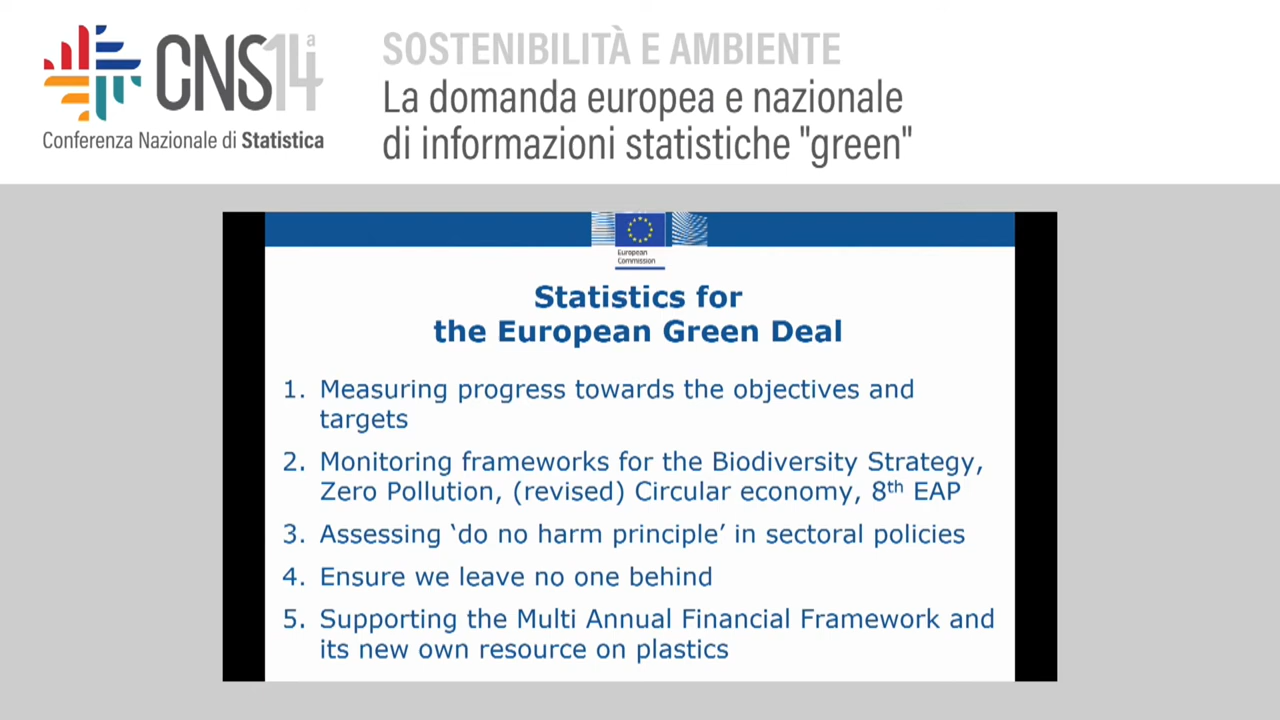 CNS14ª
Conferenza Nazionale di Statistica
SOSTENIBILITÀ E AMBIENTE
La domanda europea e nazionale
di informazioni statistiche "green"
European
Commission
Statistics for
the European Green Deal
1. Measuring progress towards the objectives and
targets
2. Monitoring frameworks for the Biodiversity Strategy,
Zero Pollution, (revised) Circular economy, 8th EAP
3. Assessing ‘do no harm principle’ in sectoral policies
4. Ensure we leave no one behind
5. Supporting the Multi Annual Financial Framework and
its new own resource on plastics